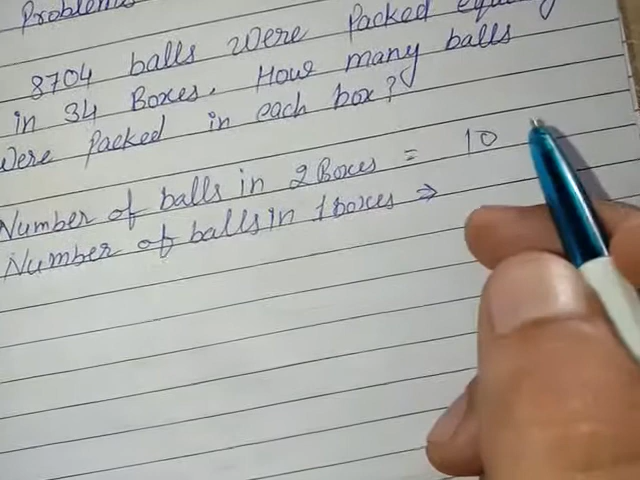 Problems
8704 balls were Packed equally
in 34 Boxes. How many balls
Were Packed in each box?
Number of balls in 2 Boxes = 10
Number of balls in 1 boxes ⇒